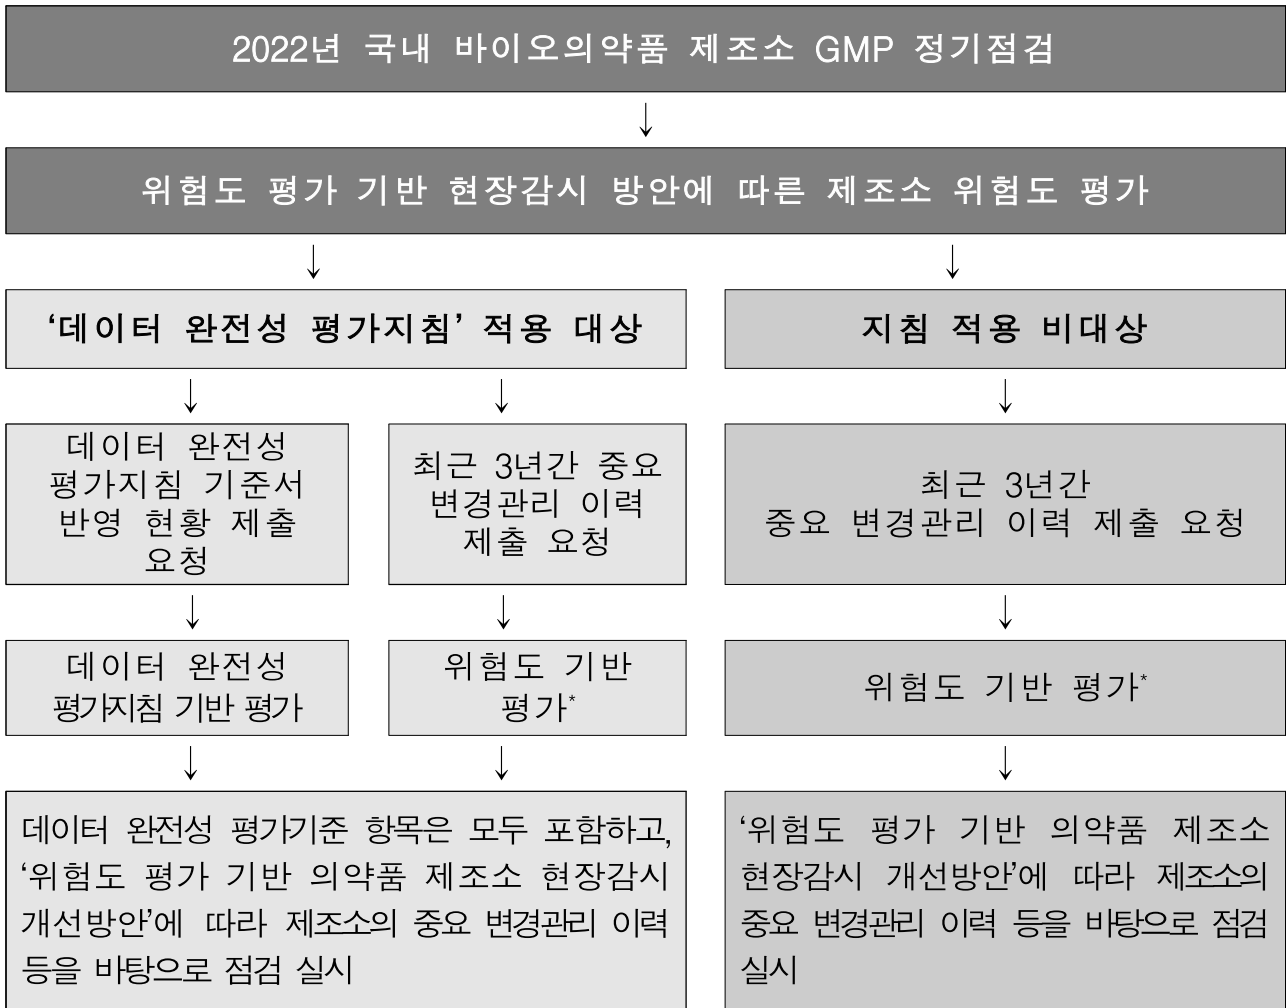 2022년 국내 바이오의약품 제조소 GMP 정기점검
↓
위험도 평가 기반 현장감시 방안에 따른 제조소 위험도 평가
↓
↓
‘데이터 완전성 평가지침’ 적용 대상
지침 적용 비대상
↓
↓
↓
데이터 완전성
평가지침 기준서
반영 현황 제출
요청
최근 3년간 중요
변경관리 이력
제출 요청
최근 3년간
중요 변경관리 이력 제출 요청
↓
↓
↓
데이터 완전성
평가지침 기반 평가
위험도 기반
평가*
위험도 기반 평가*
↓
↓
↓
데이터 완전성 평가기준 항목은 모두 포함하고,
‘위험도 평가 기반 의약품 제조소 현장감시
개선방안’에 따라 제조소의 중요 변경관리 이력
등을 바탕으로 점검 실시
‘위험도 평가 기반 의약품 제조소
현장감시 개선방안’에 따라 제조소의
중요 변경관리 이력 등을 바탕으로 점검
실시